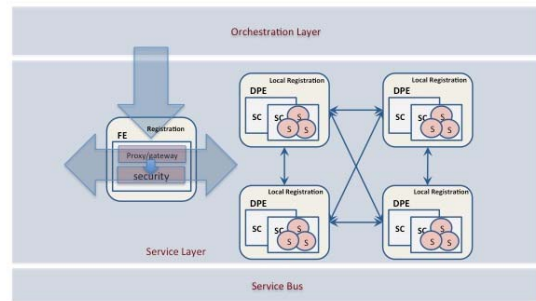 Orchestration Layer
Local Registration
DPE
SC
SC
S
S
S
Local Registration
DPE
SC
SC
S
S
S
Registration
FE
Proxy/gateway
security
Local Registration
DPE
SC
SC
S
S
S
Local Registration
DPE
SC
SC
S
S
S
Service Layer
Service Bus